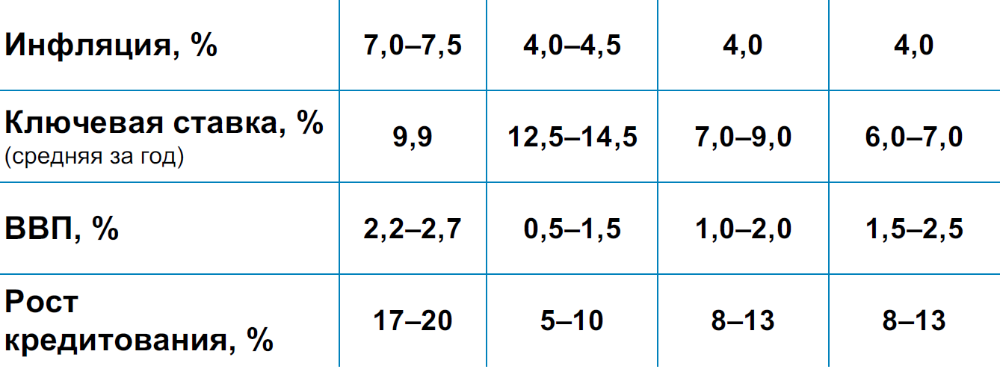 Инфляция, % 7,0–7,5 4,0–4,5 4,0 4,0
Ключевая ставка, % 9,9 12,5–14,5 7,0–9,0 6,0–7,0
(средняя за год)
ВВП, % 2,2–2,7 0,5–1,5 1,0–2,0 1,5–2,5
Рост
кредитования, % 17–20 5–10 8–13 8–13